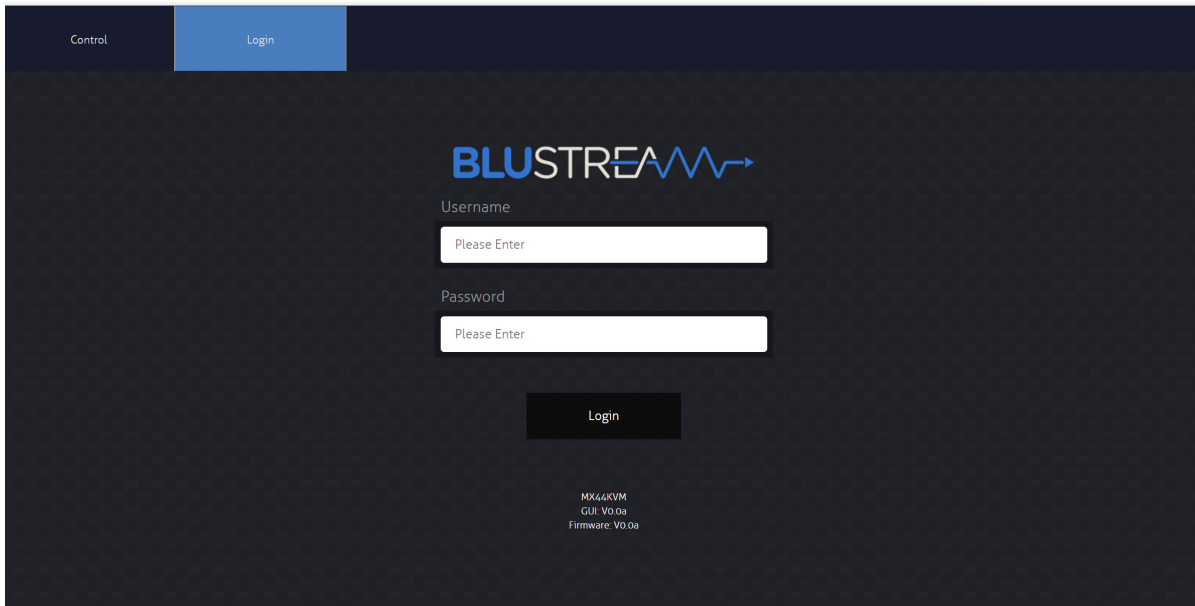 Control
Login
BLUSTREAM
Username
Please Enter
Password
Please Enter
Login
MX44KVM
GUI: V0.0a
Firmware: V0.0a